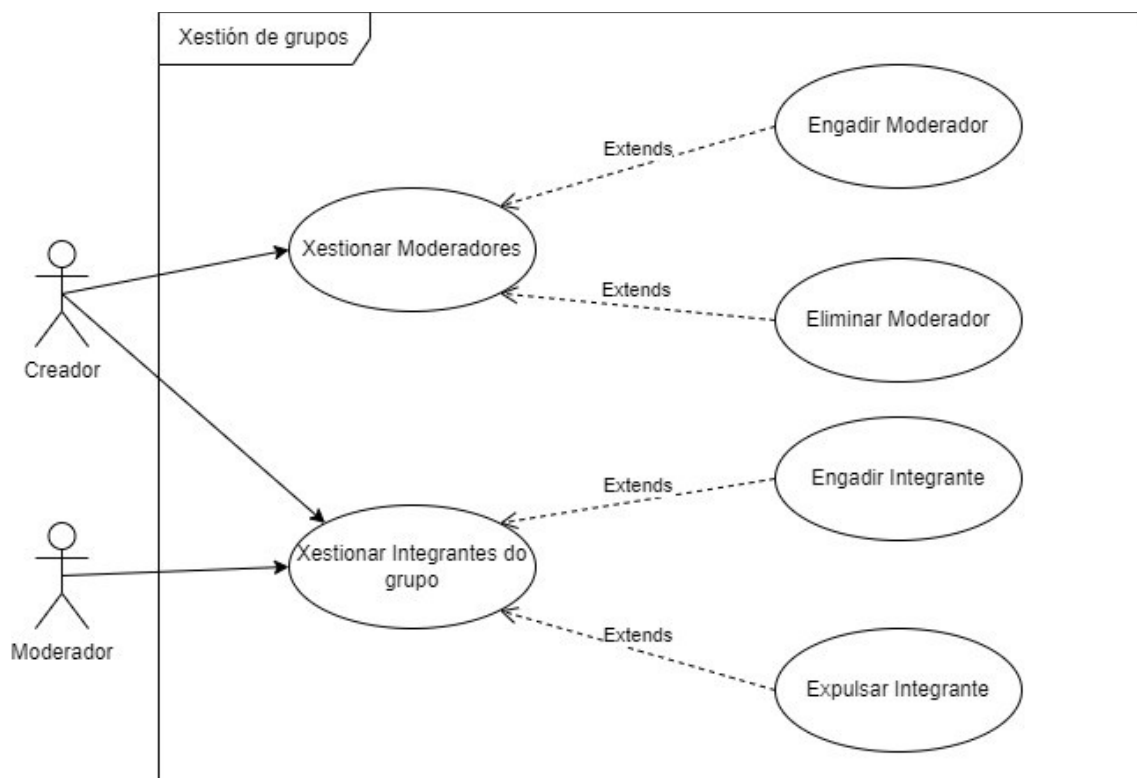 Xestión de grupos
Engadir Moderador
Extends
Xestionar Moderadores
Extends
Eliminar Moderador
Creador
Engadir Integrante
Extends
Xestionar Integrantes do
grupo
Moderador
Extends
Expulsar Integrante